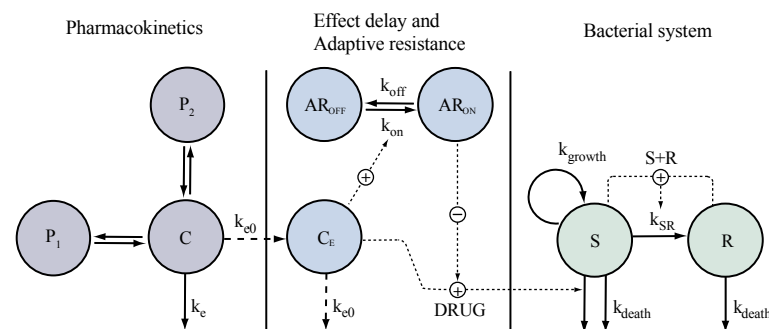 Pharmacokinetics
Effect delay and
Adaptive resistance
Bacterial system
P2
AROFF
koff
ARON
kon
kgrowth
S+R
P1
C
ke0
CE
S
kSR
R
ke
ke0
DRUG
kdeath
kdeath